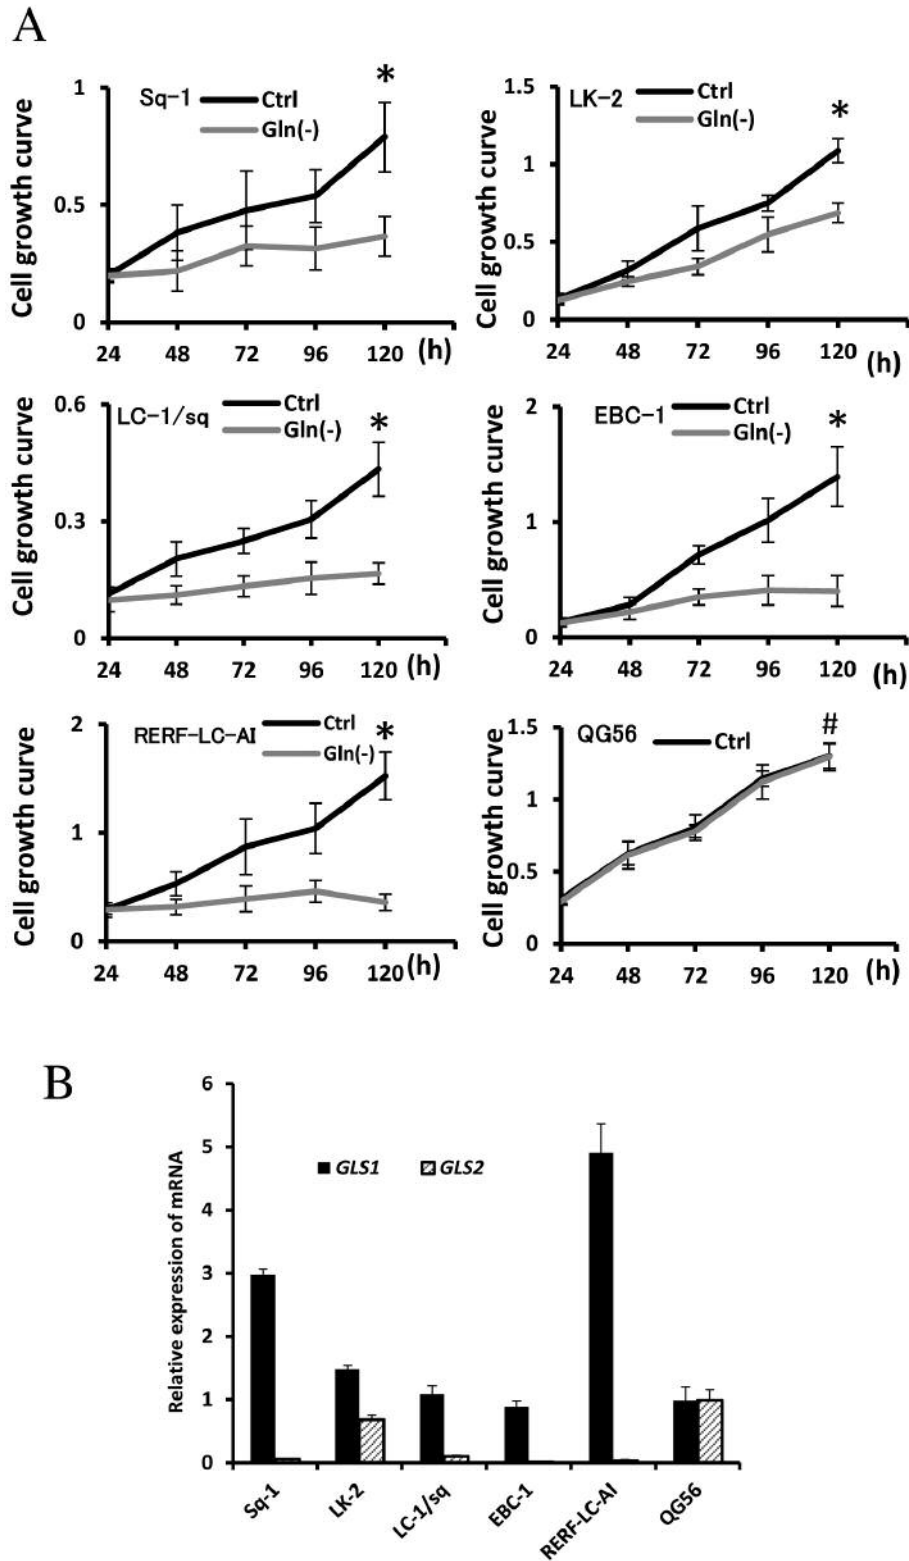 A
Sq-1 Ctrl *
Gln(-)
Cell growth curve
1
0.5
0
24 48 72 96 120 (h)
LK-2 Ctrl *
Gln(-)
Cell growth curve
1.5
1
0.5
0
24 48 72 96 120 (h)
LC-1/sq Ctrl *
Gln(-)
Cell growth curve
0.6
0.3
0
24 48 72 96 120 (h)
EBC-1 Ctrl *
Gln(-)
Cell growth curve
2
1
0
24 48 72 96 120 (h)
RERF-LC-AI Ctrl *
Gln(-)
Cell growth curve
2
1
0
24 48 72 96 120 (h)
QG56 Ctrl #
Cell growth curve
1.5
1
0.5
0
24 48 72 96 120 (h)
B
Relative expression of mRNA
6
5
4
3
2
1
0
GLS1 GLS2
Sq-1 LK-2 LC-1/sq EBC-1 RERF-LC-AI QG56